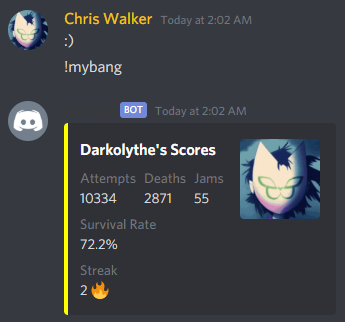 Chris Walker Today at 2:02 AM
:)
!mybang
BOT Today at 2:02 AM
Darkolythe's Scores
Attempts Deaths Jams
10334 2871 55
Survival Rate
72.2%
Streak
2 🔥